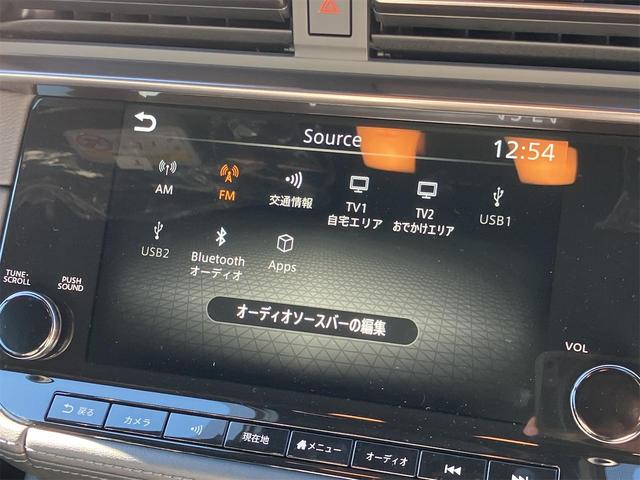 Source
12:54
AM
FM
交通情報
TV1
自宅エリア
TV2
おでかけエリア
USB1
USB2
Bluetooth
オーディオ
Apps
オーディオソースバーの編集
TUNE-
SCROLL
PUSH
SOUND
VOL
戻る
カメラ
現在地
メニュー
オーディオ